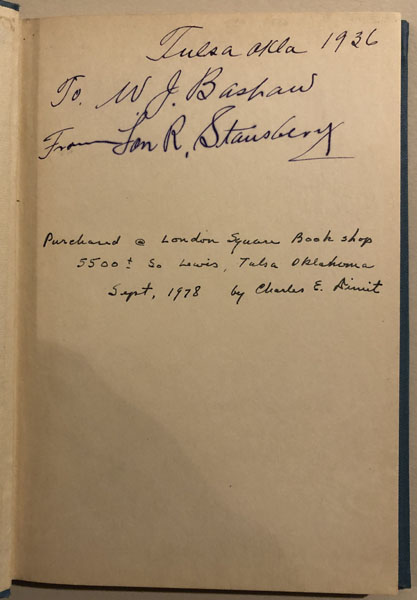 Tulsa Okla 1936
To. W. J. Bashaw
From Lon R. Stansbery
Purchased @ London Square Book shop
5500± So Lewis, Tulsa Oklahoma
Sept, 1978 by Charles E. Dimit